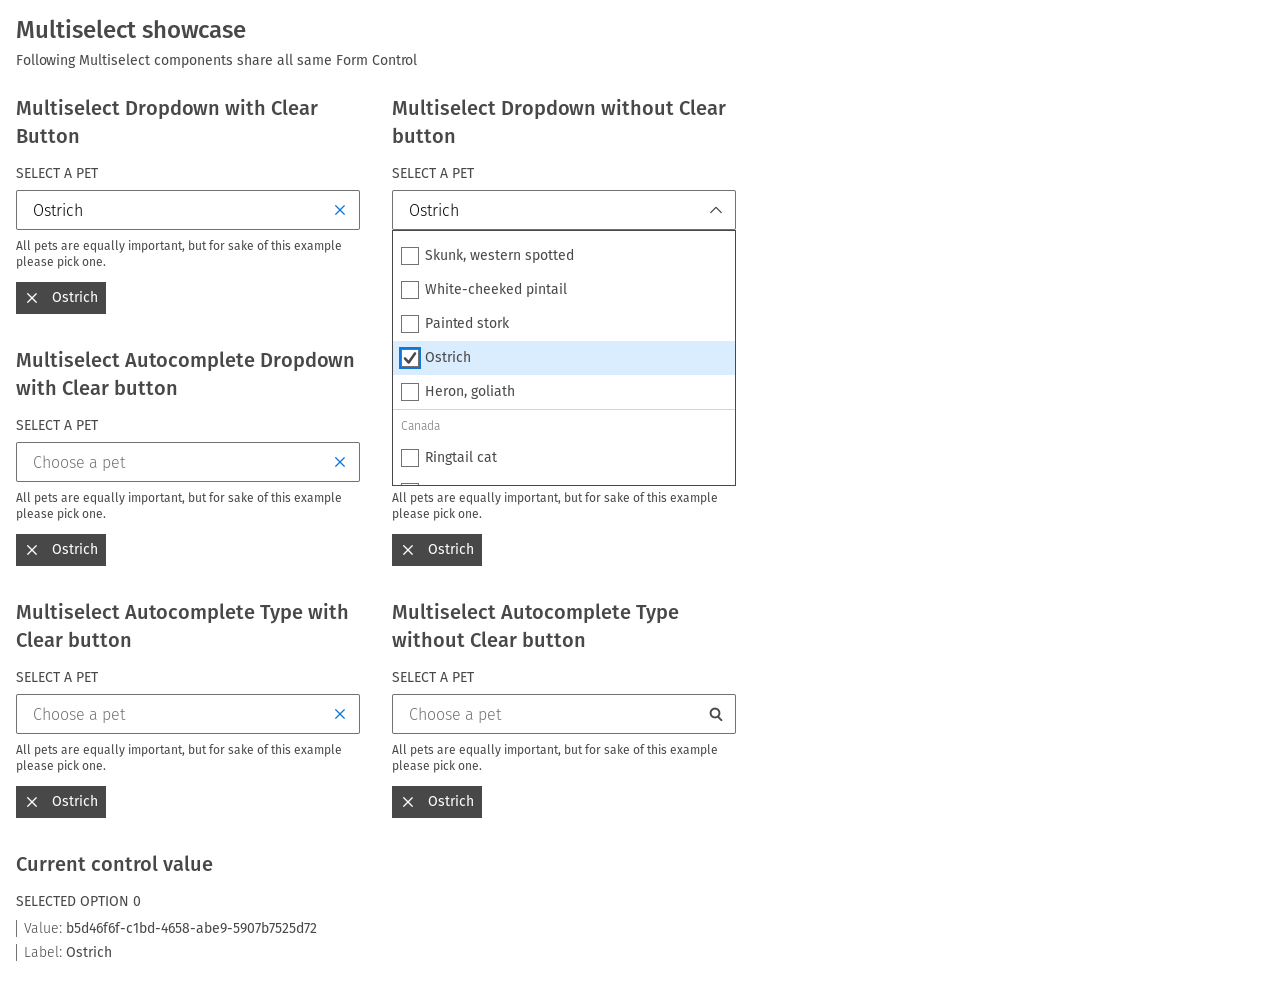 Multiselect showcase
Following Multiselect components share all same Form Control
Multiselect Dropdown with Clear
Button
SELECT A PET
Ostrich
All pets are equally important, but for sake of this example
please pick one.
Ostrich
Multiselect Dropdown without Clear
button
SELECT A PET
Ostrich
Skunk, western spotted
White-cheeked pintail
Painted stork
Ostrich
Heron, goliath
Canada
Ringtail cat
Multiselect Autocomplete Dropdown
with Clear button
SELECT A PET
Choose a pet
All pets are equally important, but for sake of this example
please pick one.
Ostrich
All pets are equally important, but for sake of this example
please pick one.
Ostrich
Multiselect Autocomplete Type with
Clear button
SELECT A PET
Choose a pet
All pets are equally important, but for sake of this example
please pick one.
Ostrich
Multiselect Autocomplete Type
without Clear button
SELECT A PET
Choose a pet
All pets are equally important, but for sake of this example
please pick one.
Ostrich
Current control value
SELECTED OPTION 0
Value: b5d46f6f-c1bd-4658-abe9-5907b7525d72
Label: Ostrich